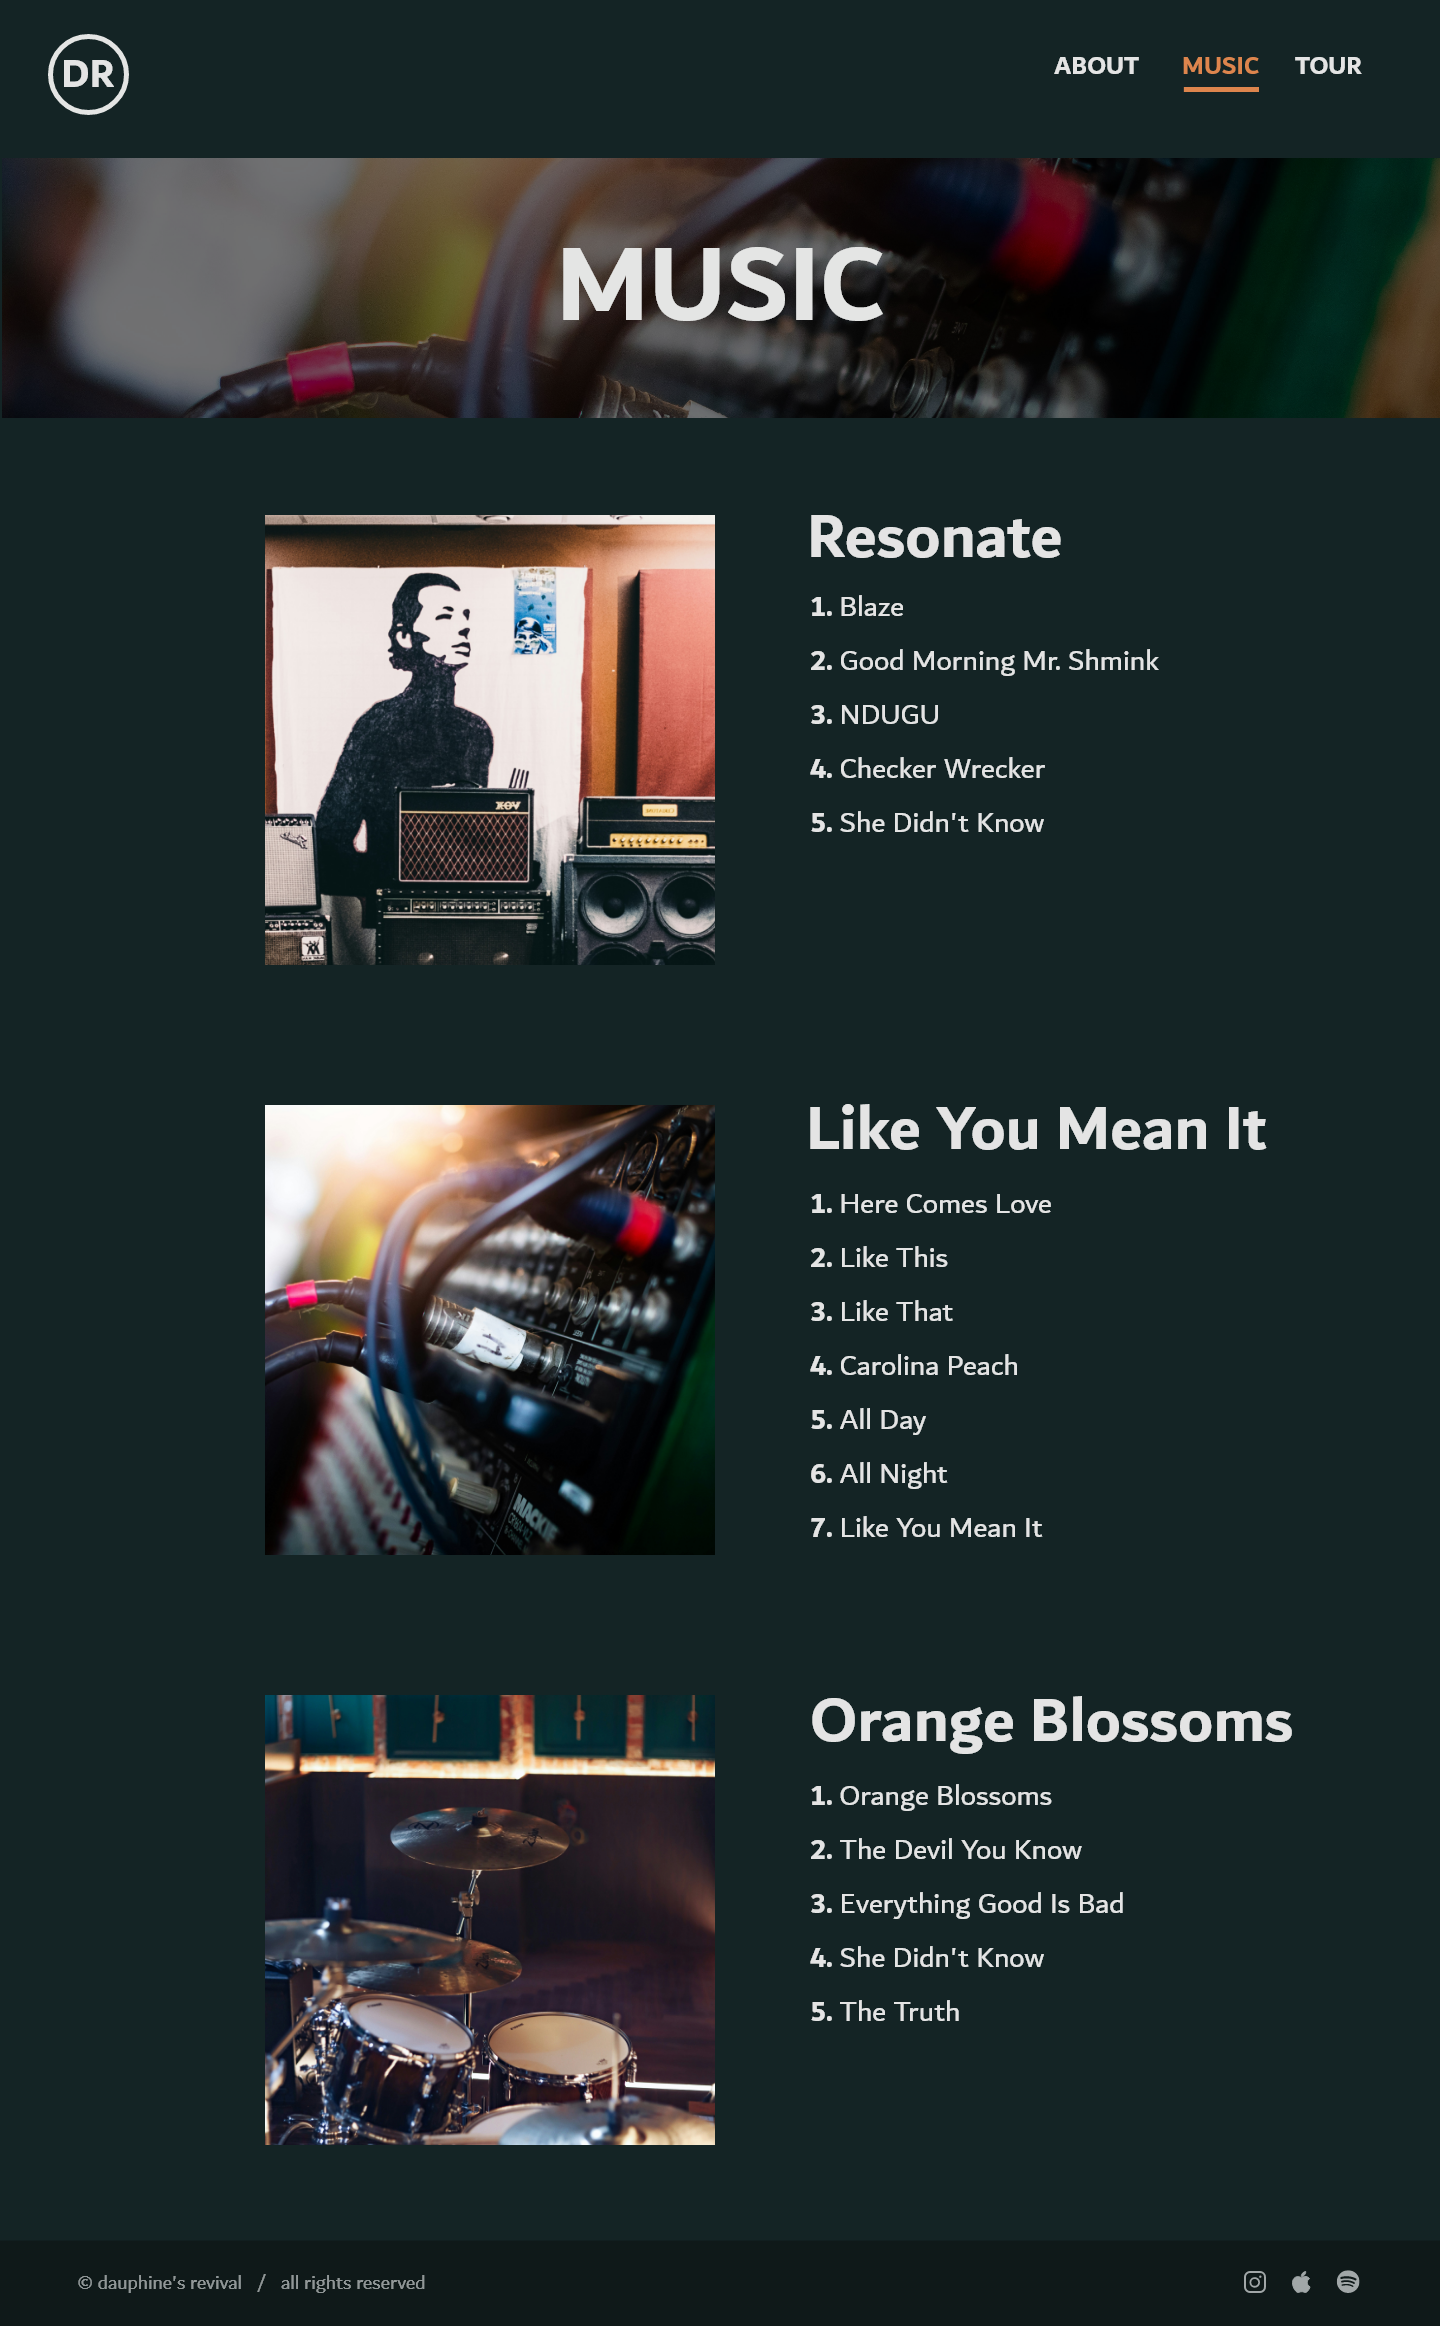 DR
ABOUT MUSIC TOUR
MUSIC
Resonate
1. Blaze
2. Good Morning Mr. Shmink
3. NDUGU
4. Checker Wrecker
5. She Didn't Know
Like You Mean It
1. Here Comes Love
2. Like This
3. Like That
4. Carolina Peach
5. All Day
6. All Night
7. Like You Mean It
MACKIE
Orange Blossoms
1. Orange Blossoms
2. The Devil You Know
3. Everything Good Is Bad
4. She Didn't Know
5. The Truth
© dauphine's revival / all rights reserved